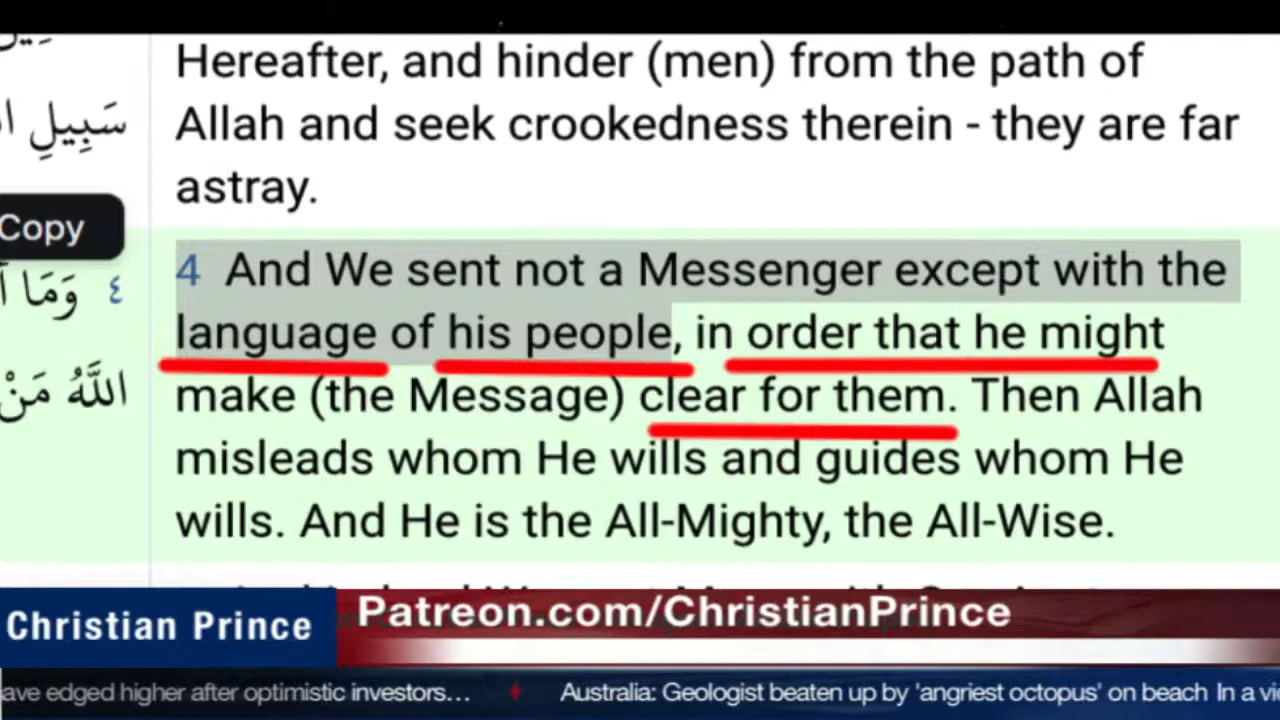 Hereafter, and hinder (men) from the path of
Allah and seek crookedness therein - they are far
astray.
سَبِيلِ
Copy
4 And We sent not a Messenger except with the
language of his people, in order that he might
make (the Message) clear for them. Then Allah
misleads whom He wills and guides whom He
wills. And He is the All-Mighty, the All-Wise.
٤ وَمَا
اللَّهُ مَنْ
Christian Prince
Patreon.com/ChristianPrince
ave edged higher after optimistic investors... Australia: Geologist beaten up by 'angriest octopus' on beach In a vi